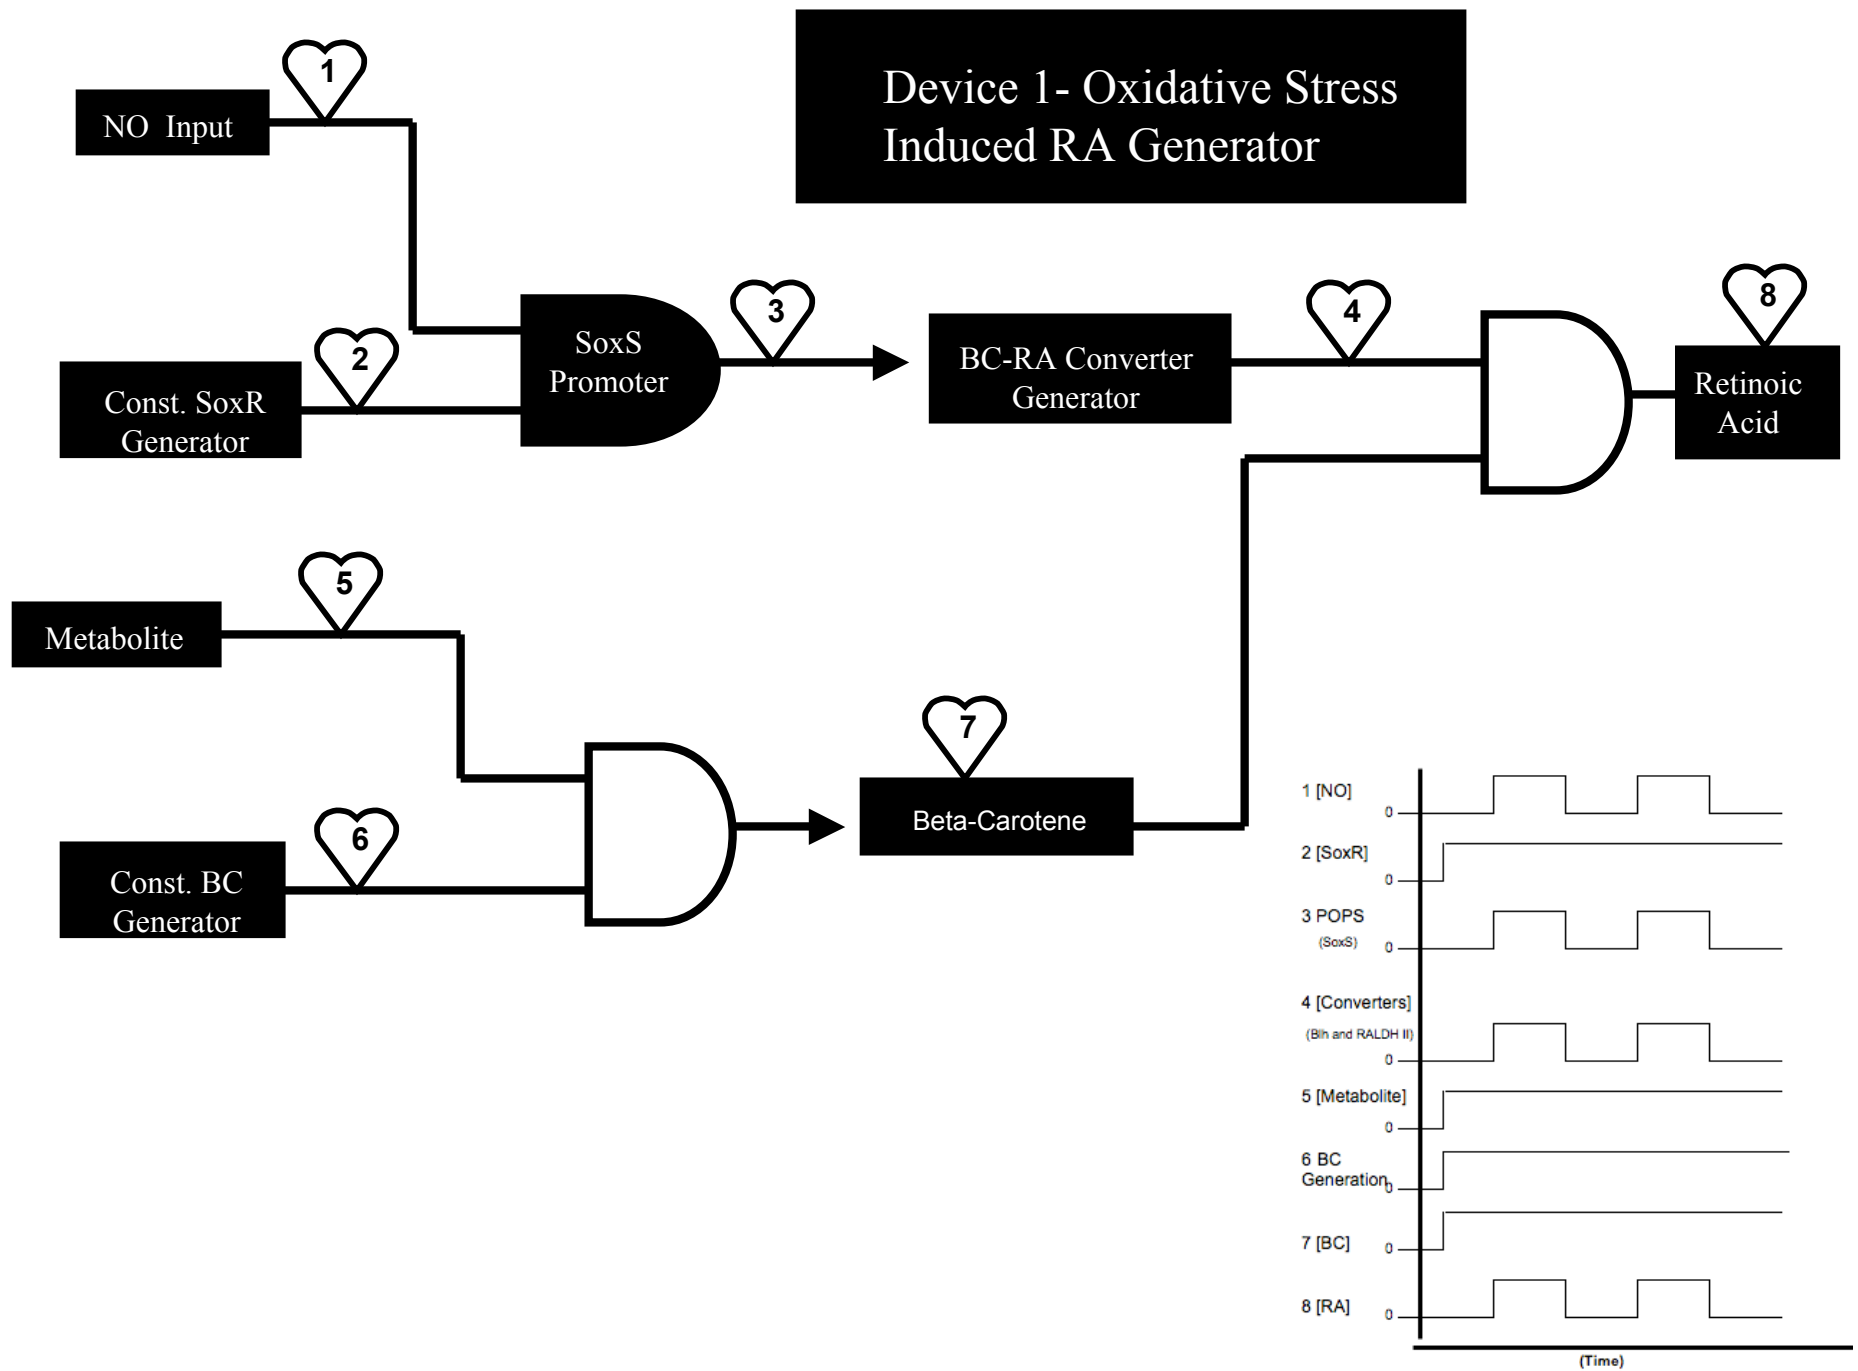 Device 1- Oxidative Stress
Induced RA Generator
1
NO  Input
2
Const. SoxR
Generator
SoxS
Promoter
3
BC-RA Converter
Generator
4
8
Retinoic
Acid
5
Metabolite
6
Const. BC
Generator
7
Beta-Carotene
1 [NO]
0
2 [SoxR]
0
3 POPS
(SoxS)
0
4 [Converters]
(Blh and RALDH II)
0
5 [Metabolite]
0
6 BC
Generation
0
7 [BC]
0
8 [RA]
0
(Time)